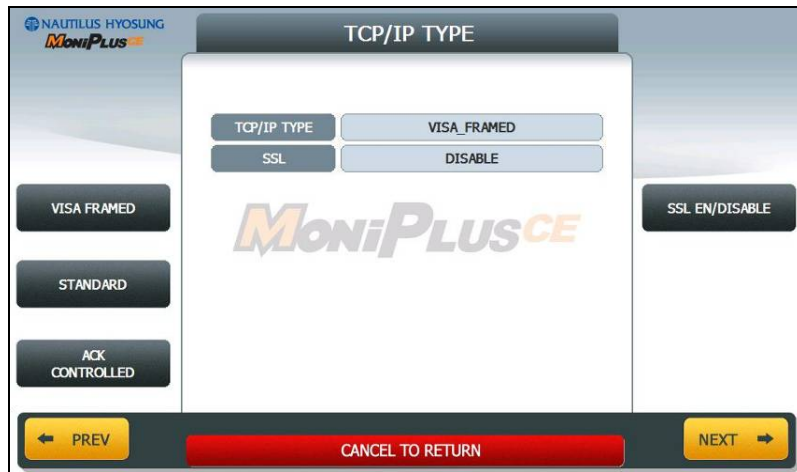 NAUTILUS HYOSUNG
MoniPlusCE
TCP/IP TYPE
TCP/IP TYPE VISA_FRAMED
SSL DISABLE
VISA FRAMED
SSL EN/DISABLE
MoniPlusCE
STANDARD
ACK
CONTROLLED
PREV
CANCEL TO RETURN
NEXT